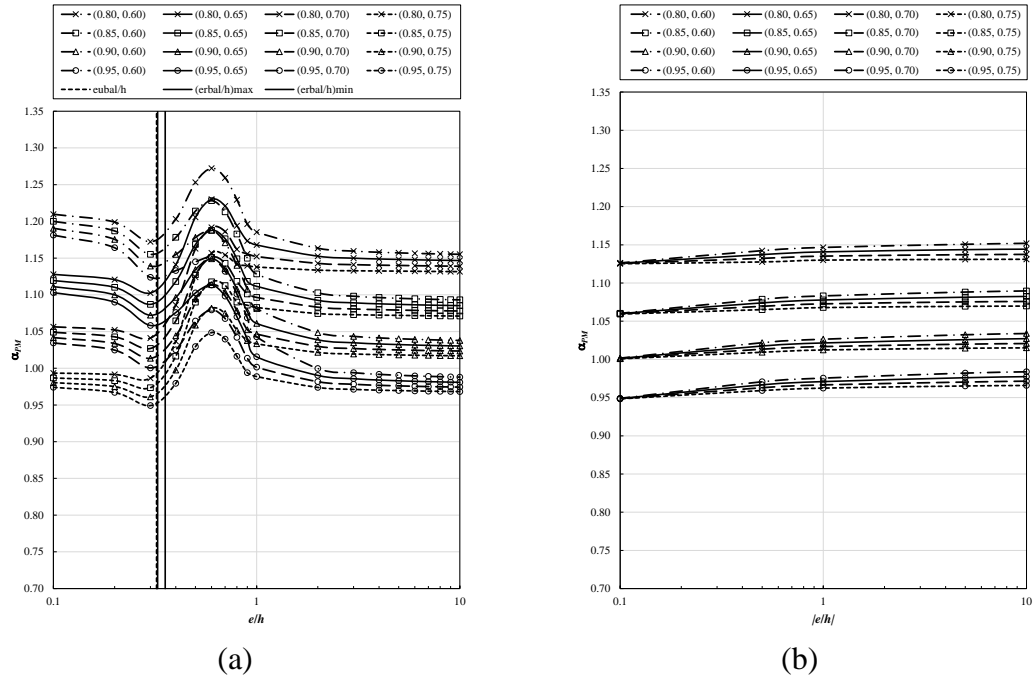 (0.80, 0.60) (0.80, 0.65) (0.80, 0.70) (0.80, 0.75)
(0.85, 0.60) (0.85, 0.65) (0.85, 0.70) (0.85, 0.75)
(0.90, 0.60) (0.90, 0.65) (0.90, 0.70) (0.90, 0.75)
(0.95, 0.60) (0.95, 0.65) (0.95, 0.70) (0.95, 0.75)
eubal/h (erbal/h)max (erbal/h)min
1.35
1.30
1.25
1.20
1.15
1.10
1.05
1.00
0.95
0.90
0.85
0.80
0.75
0.70
αPM
0.1 1 10
e/h
(a)
(0.80, 0.60) (0.80, 0.65) (0.80, 0.70) (0.80, 0.75)
(0.85, 0.60) (0.85, 0.65) (0.85, 0.70) (0.85, 0.75)
(0.90, 0.60) (0.90, 0.65) (0.90, 0.70) (0.90, 0.75)
(0.95, 0.60) (0.95, 0.65) (0.95, 0.70) (0.95, 0.75)
1.35
1.30
1.25
1.20
1.15
1.10
1.05
1.00
0.95
0.90
0.85
0.80
0.75
0.70
αPM
0.1 1 10
|e/h|
(b)